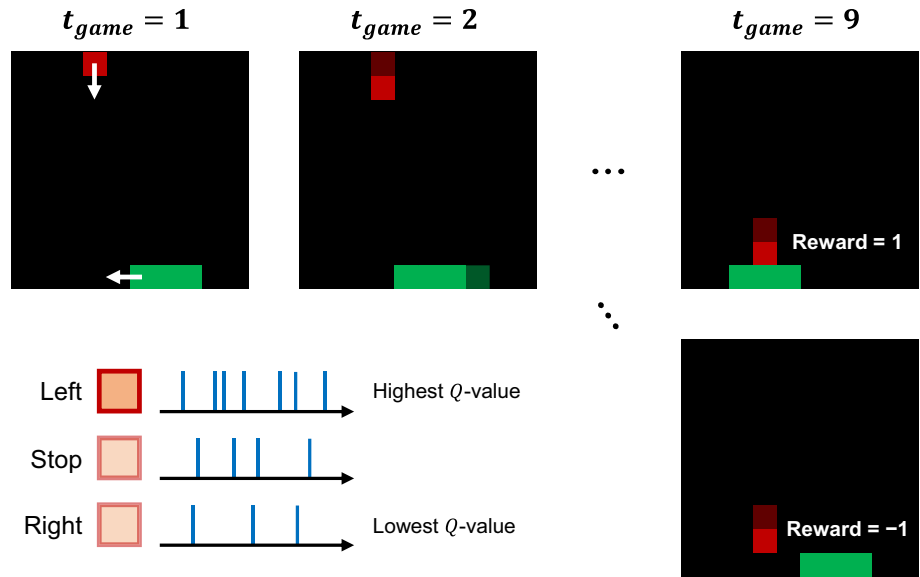 t_game = 1
t_game = 2
t_game = 9
...
Reward = 1
Left
Highest Q-value
Stop
Right
Lowest Q-value
Reward = −1